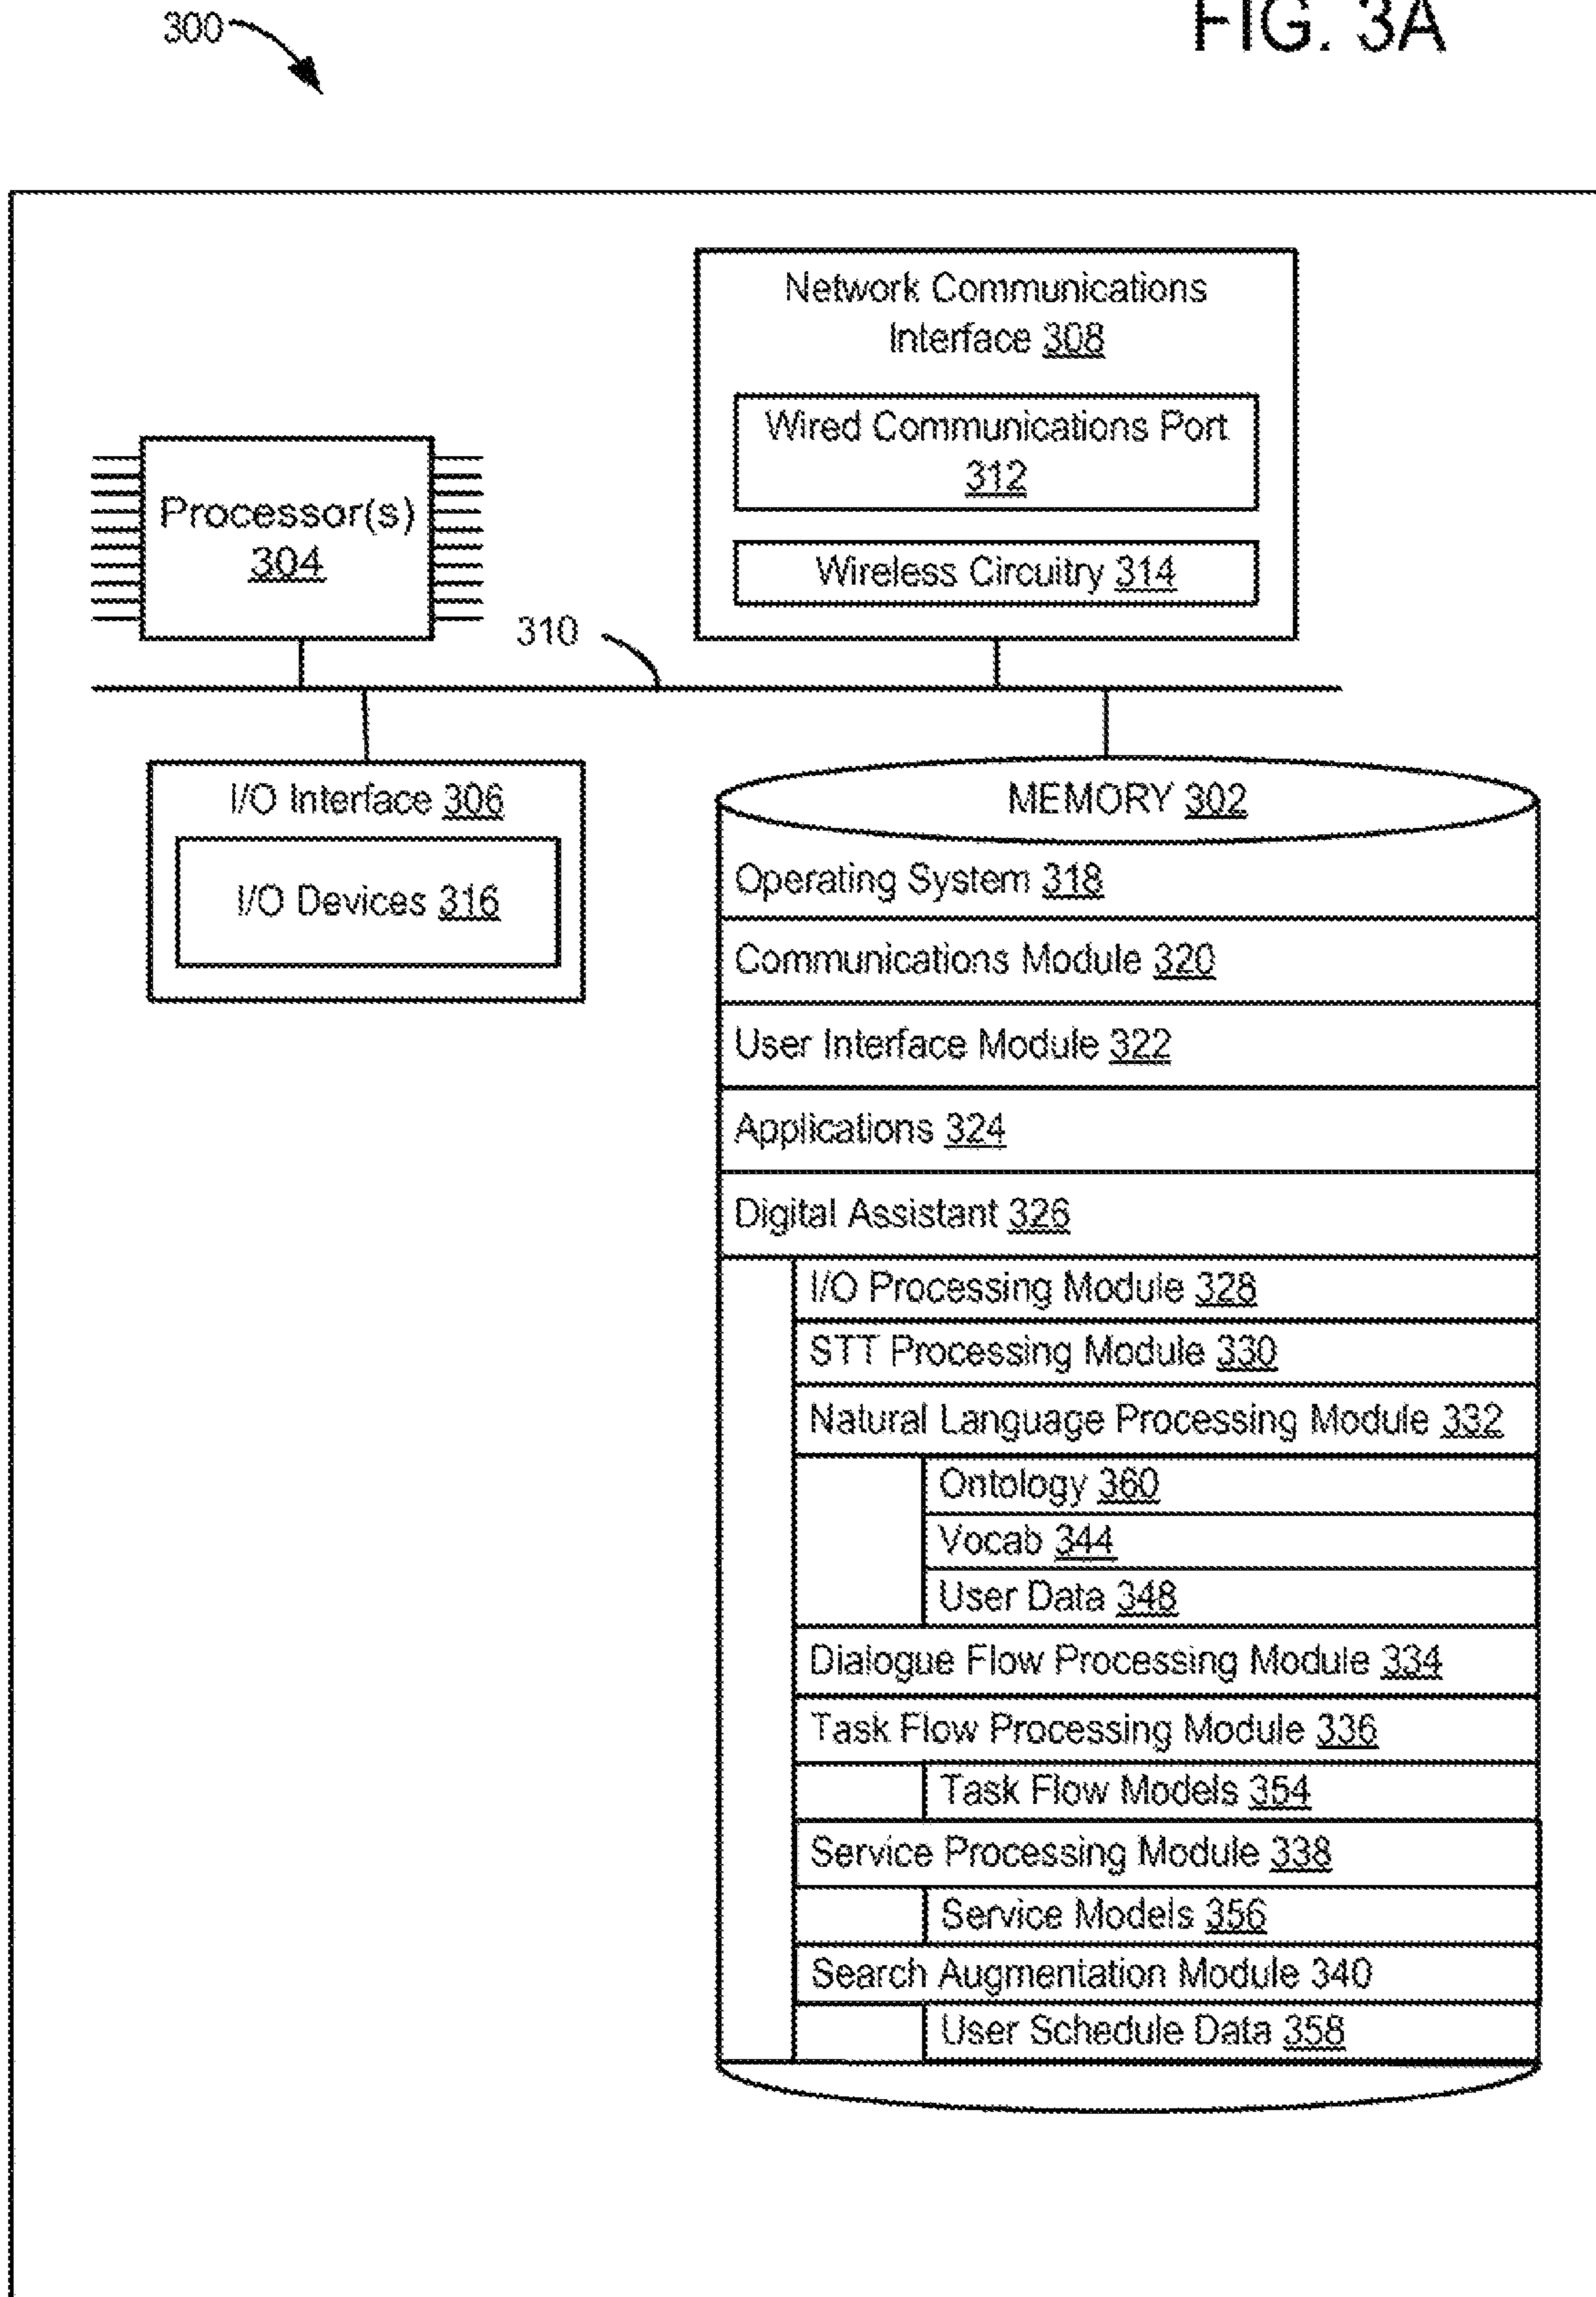 300
FIG. 3A
Network Communications
Interface 308
Wired Communications Port
312
Wireless Circuitry 314
Processor(s)
304
310
I/O Interface 306
I/O Devices 316
MEMORY 302
Operating System 318
Communications Module 320
User Interface Module 322
Applications 324
Digital Assistant 326
I/O Processing Module 328
STT Processing Module 330
Natural Language Processing Module 332
Ontology 360
Vocab 344
User Data 348
Dialogue Flow Processing Module 334
Task Flow Processing Module 336
Task Flow Models 354
Service Processing Module 338
Service Models 356
Search Augmentation Module 340
User Schedule Data 358